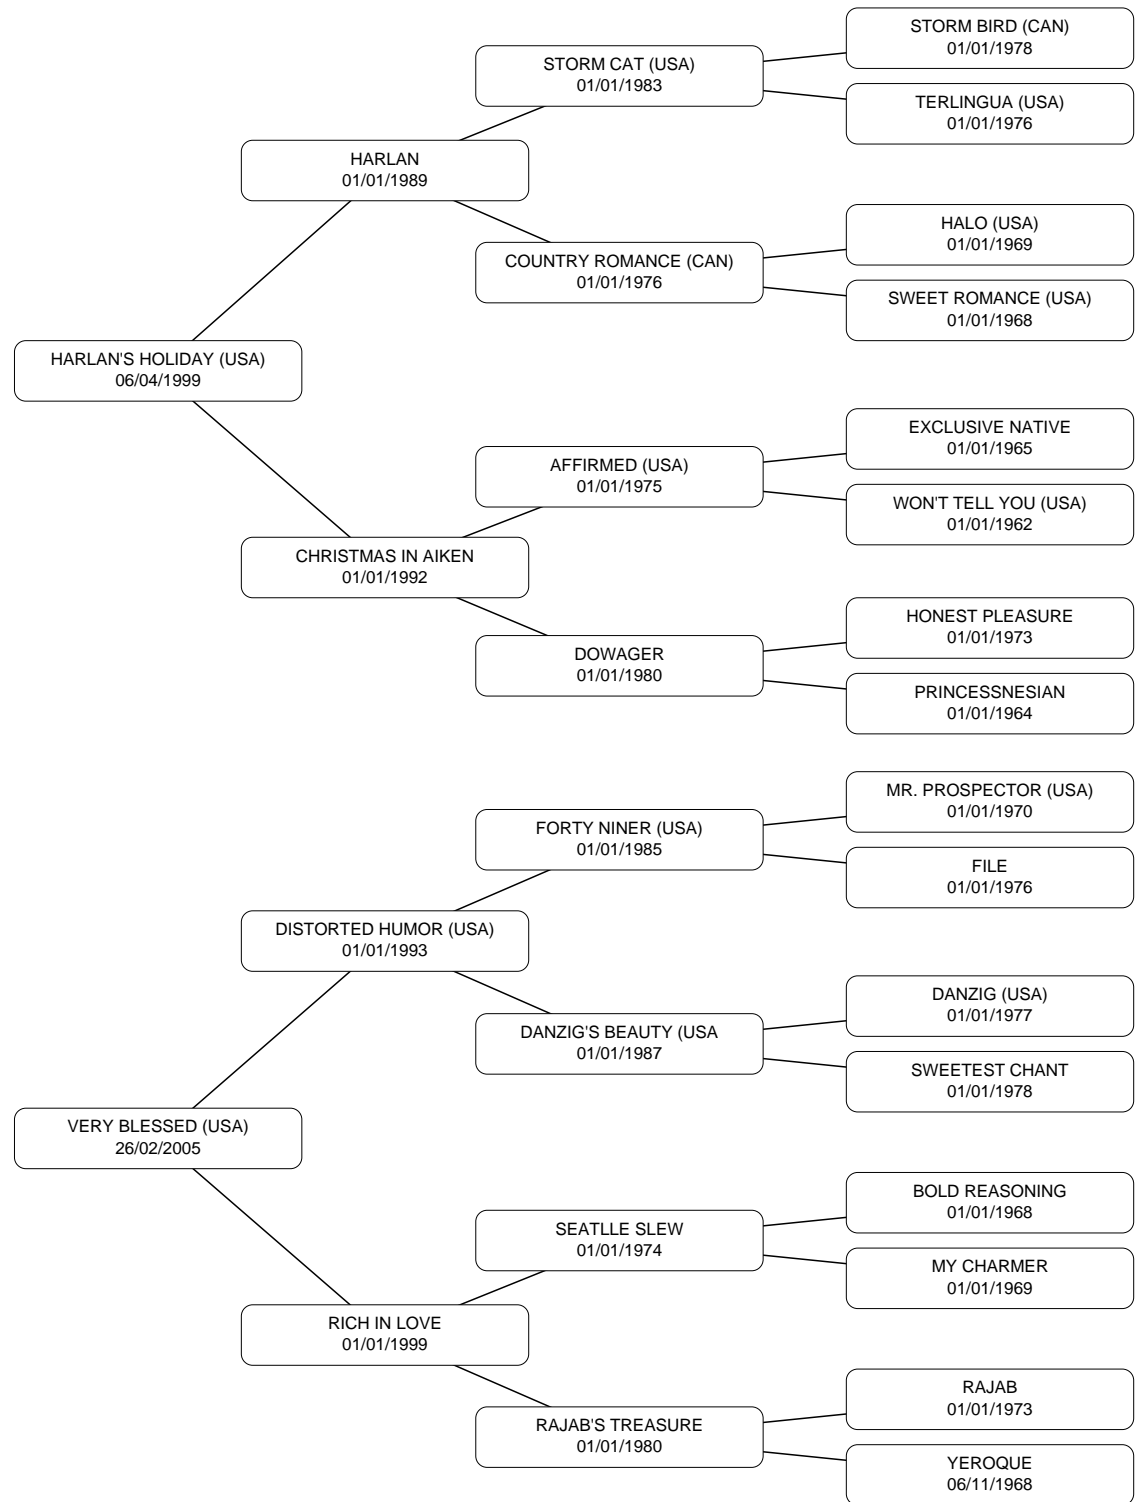 STORM BIRD (CAN)
01/01/1978
STORM CAT (USA)
01/01/1983
TERLINGUA (USA)
01/01/1976
HARLAN
01/01/1989
HALO (USA)
01/01/1969
COUNTRY ROMANCE (CAN)
01/01/1976
SWEET ROMANCE (USA)
01/01/1968
HARLAN'S HOLIDAY (USA)
06/04/1999
EXCLUSIVE NATIVE
01/01/1965
AFFIRMED (USA)
01/01/1975
WON'T TELL YOU (USA)
01/01/1962
CHRISTMAS IN AIKEN
01/01/1992
HONEST PLEASURE
01/01/1973
DOWAGER
01/01/1980
PRINCESSNESIAN
01/01/1964
MR. PROSPECTOR (USA)
01/01/1970
FORTY NINER (USA)
01/01/1985
FILE
01/01/1976
DISTORTED HUMOR (USA)
01/01/1993
DANZIG (USA)
01/01/1977
DANZIG'S BEAUTY (USA
01/01/1987
SWEETEST CHANT
01/01/1978
VERY BLESSED (USA)
26/02/2005
BOLD REASONING
01/01/1968
SEATLLE SLEW
01/01/1974
MY CHARMER
01/01/1969
RICH IN LOVE
01/01/1999
RAJAB
01/01/1973
RAJAB'S TREASURE
01/01/1980
YEROQUE
06/11/1968